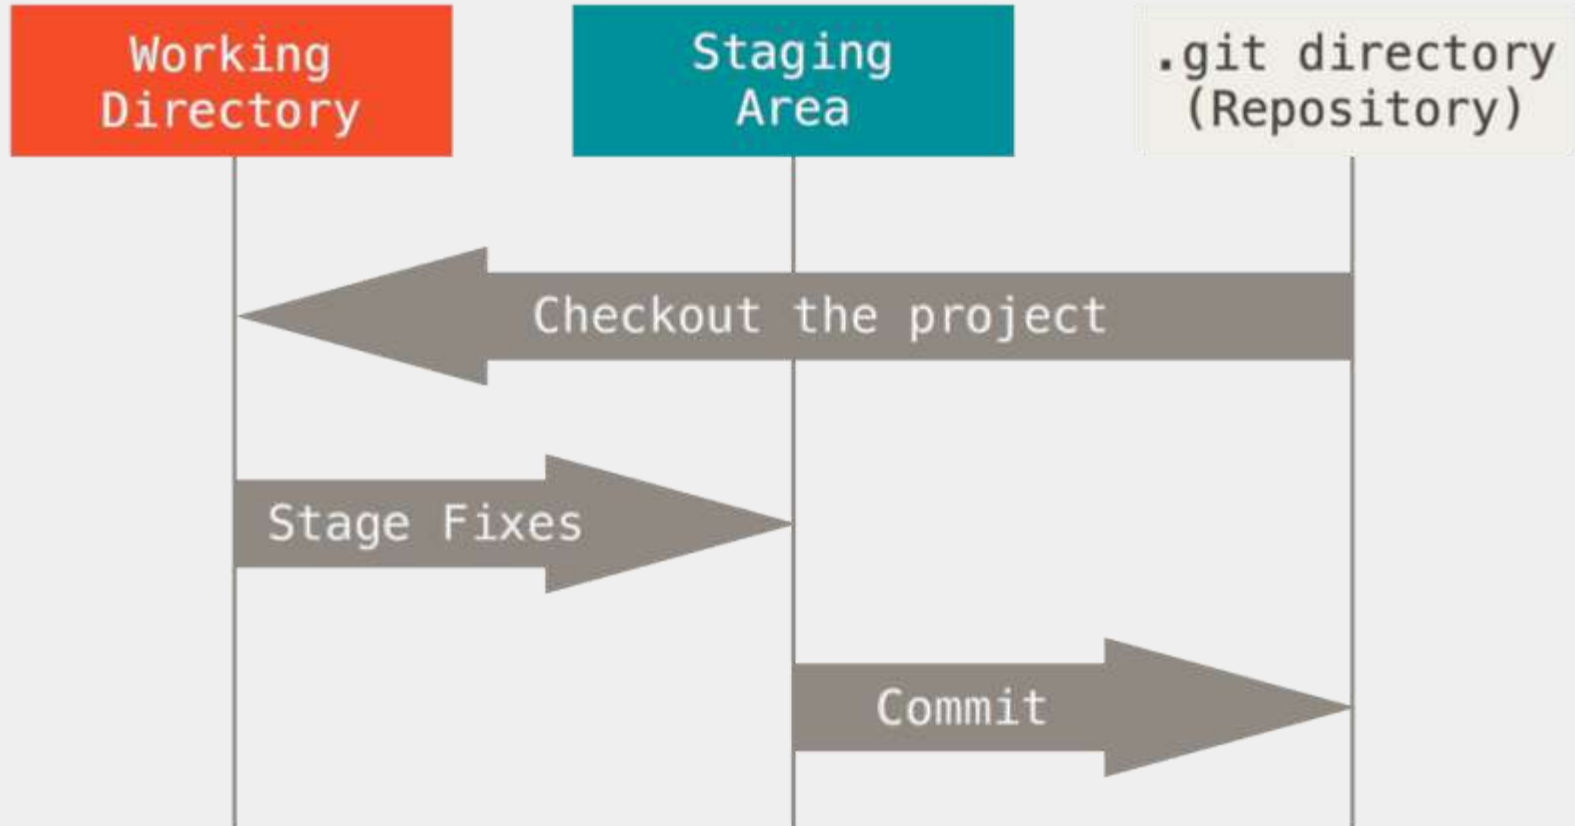 Working
Directory
Staging
Area
.git directory
(Repository)
Checkout the project
Stage Fixes
Commit